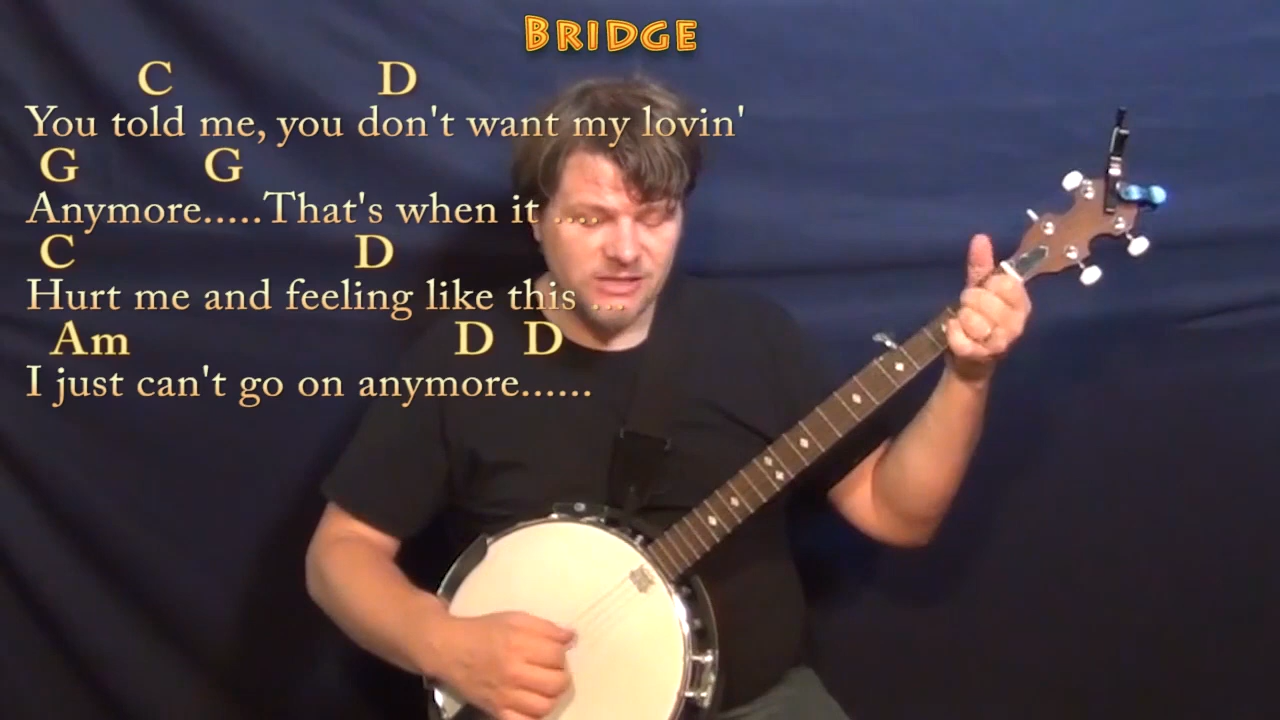 BRIDGE
C D
You told me, you don't want my lovin'
G G
Anymore.....That's when it ....
C D
Hurt me and feeling like this ...
Am D D
I just can't go on anymore......